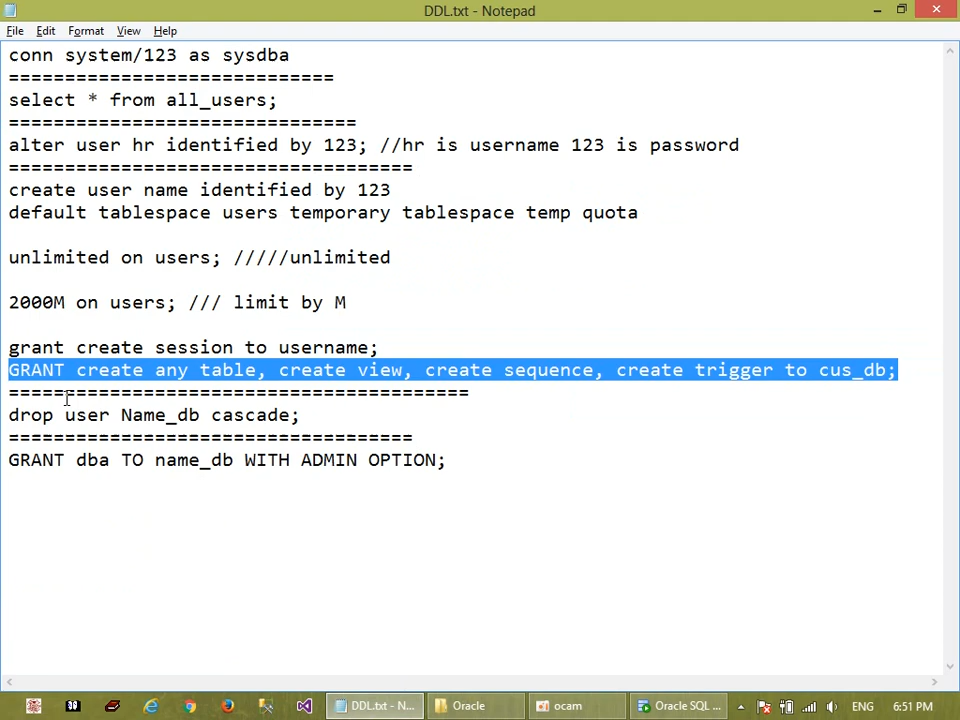 DDL.txt - Notepad
File Edit Format View Help
conn system/123 as sysdba
=============================
select * from all_users;
===============================
alter user hr identified by 123; //hr is username 123 is password
====================================
create user name identified by 123
default tablespace users temporary tablespace temp quota
unlimited on users; /////unlimited
2000M on users; /// limit by M
grant create session to username;
GRANT create any table, create view, create sequence, create trigger to cus_db;
=========================================
drop user Name_db cascade;
====================================
GRANT dba TO name_db WITH ADMIN OPTION;
DDL.txt - N... Oracle ocam Oracle SQL ... ENG 6:51 PM